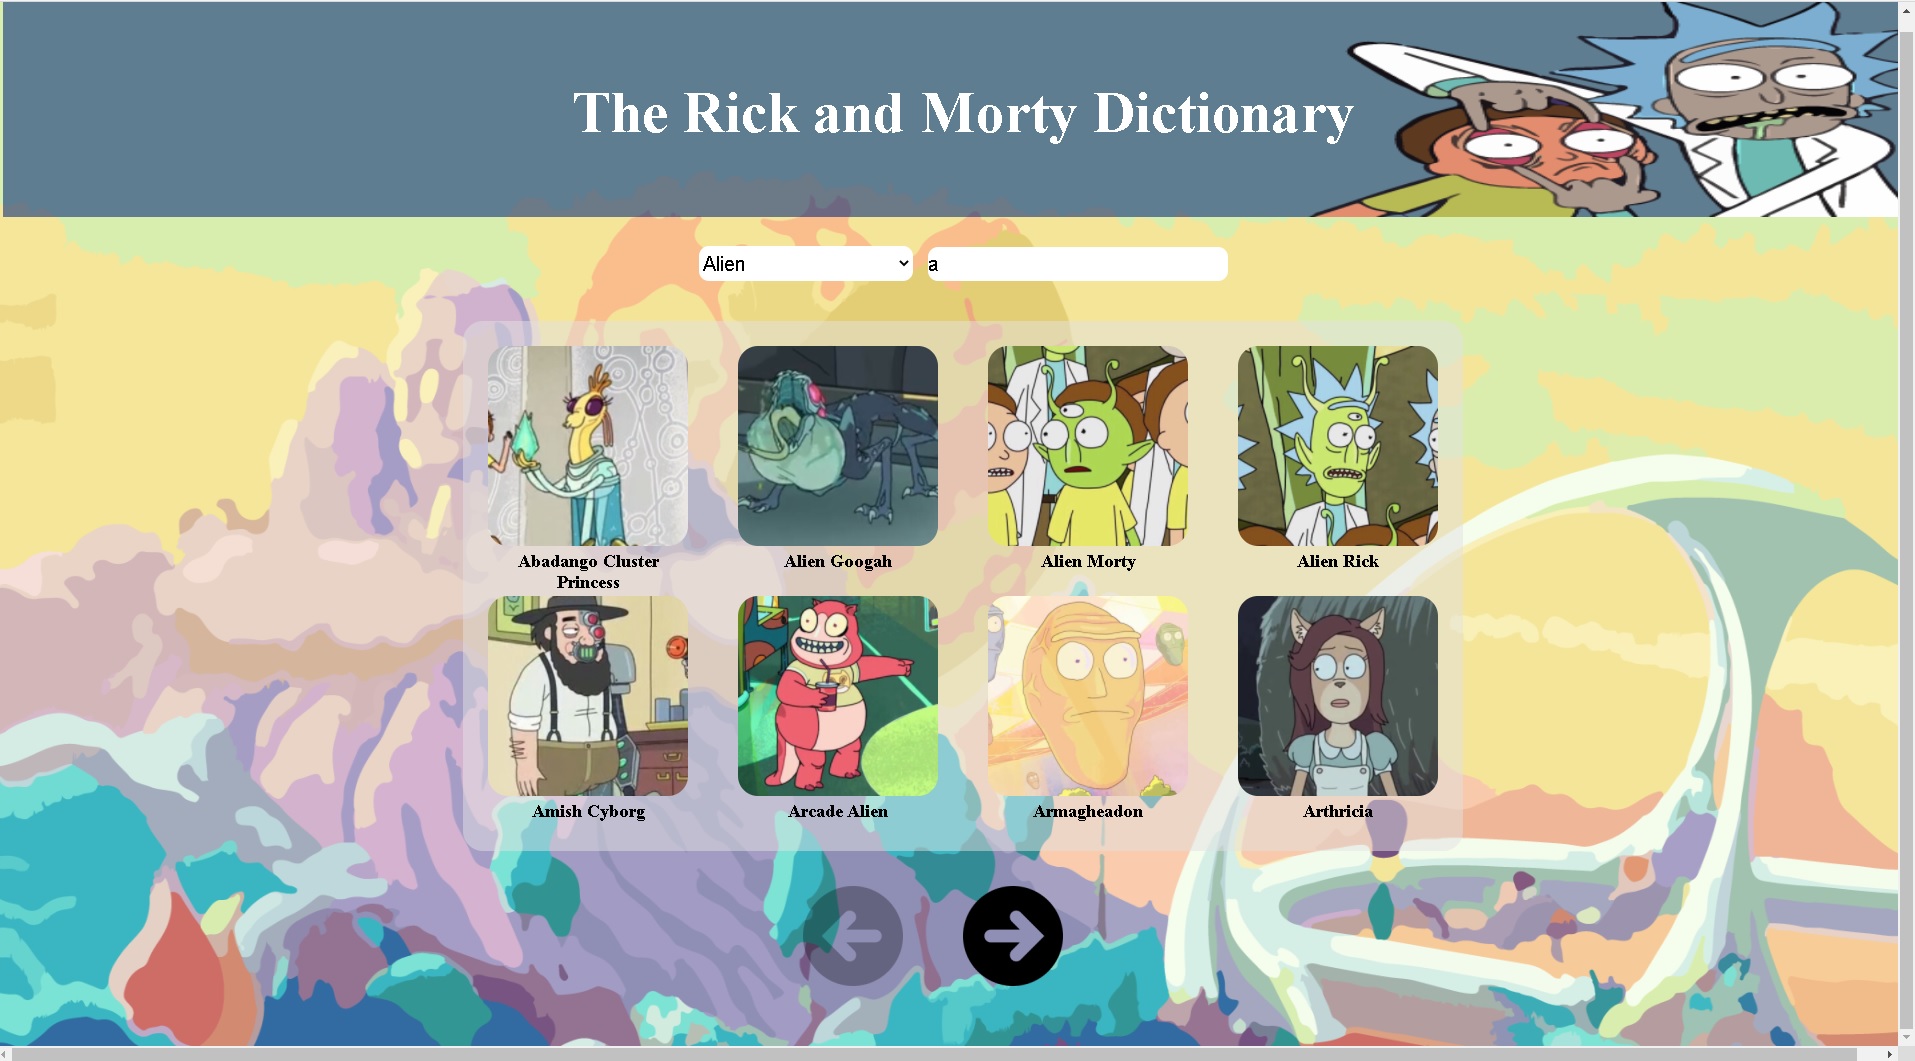 The Rick and Morty Dictionary
Alien
a
Abadango Cluster
Princess
Alien Googah
Alien Morty
Alien Rick
Amish Cyborg
Arcade Alien
Armagheadon
Arthricia